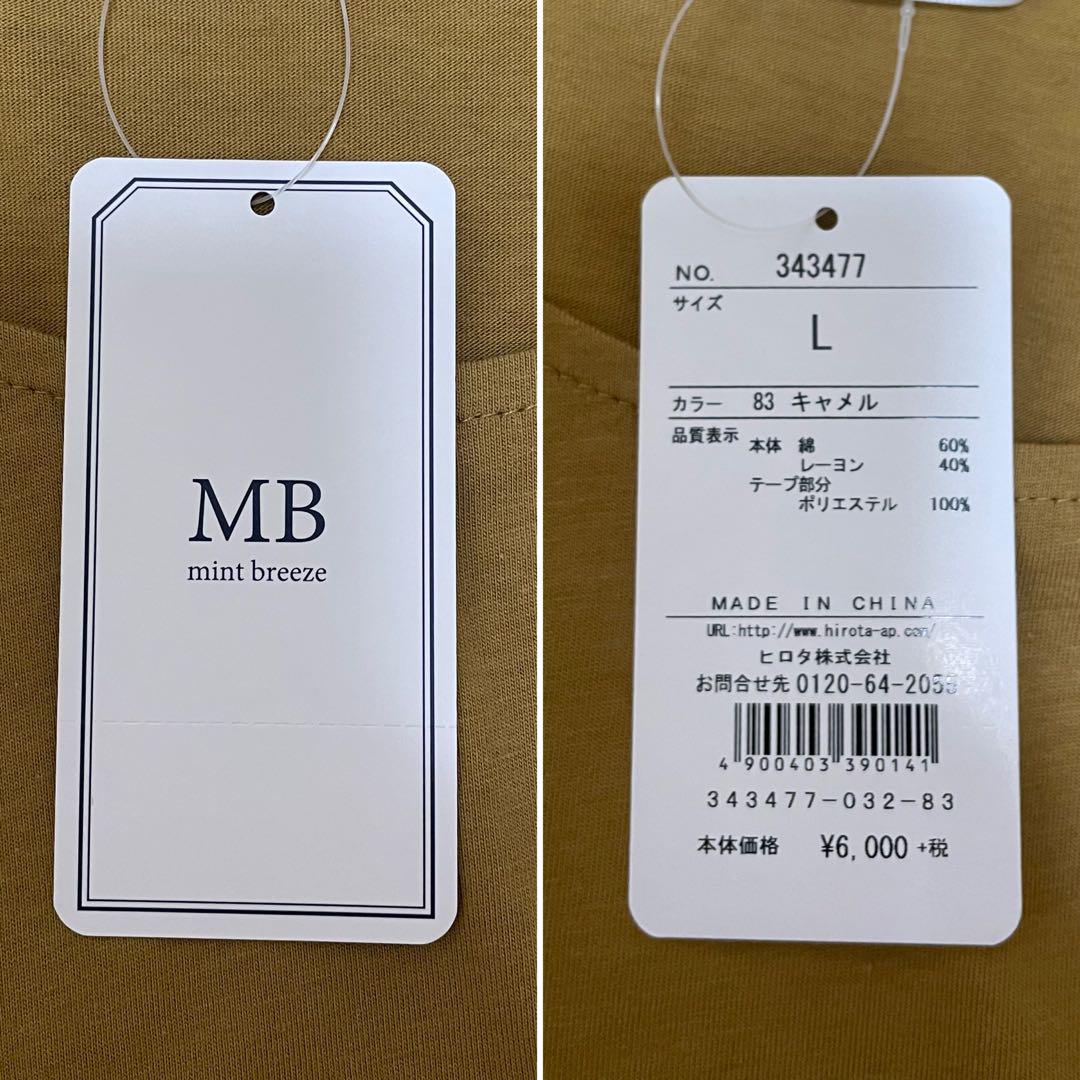 MB
mint breeze
NO. 343477
サイズ
L
カラー 83 キャメル
品質表示 本体 綿 60%
レーヨン 40%
テープ部分
ポリエステル 100%
MADE IN CHINA
URL:http://www.hirota-ap.com/
ヒロタ株式会社
お問合せ先 0120-64-2055
4 900403 390141
343477-032-83
本体価格 ¥6,000 +税